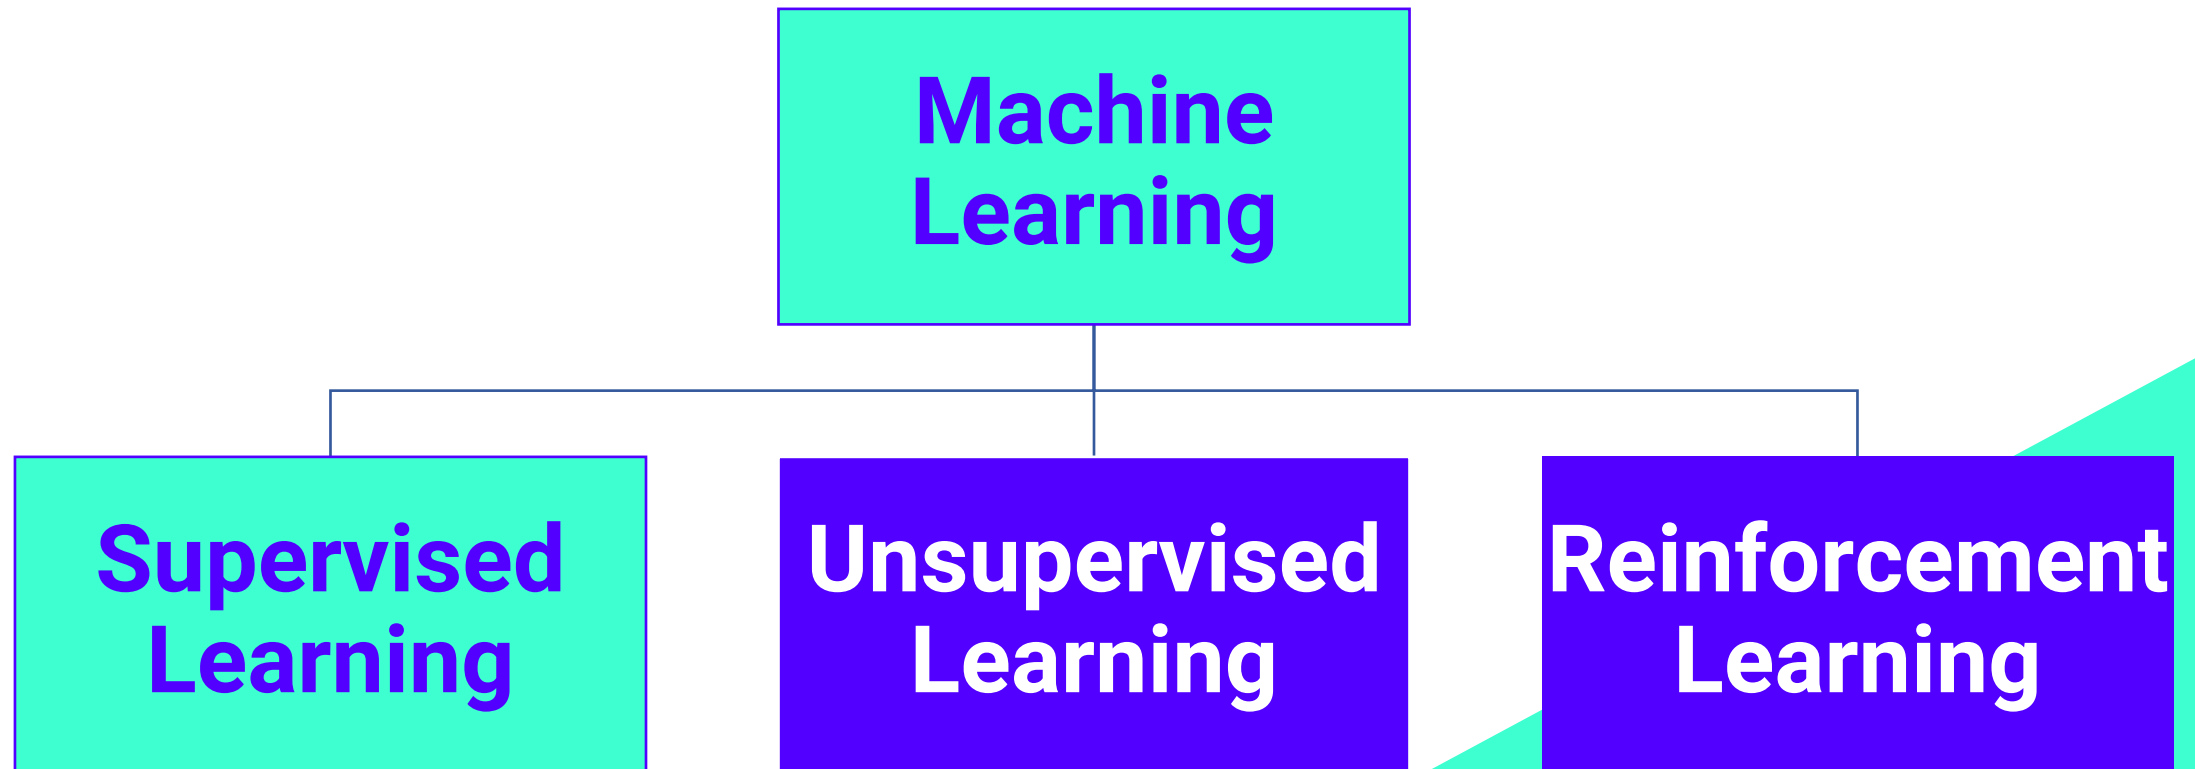 Machine
Learning
Supervised
Learning
Unsupervised
Learning
Reinforcement
Learning